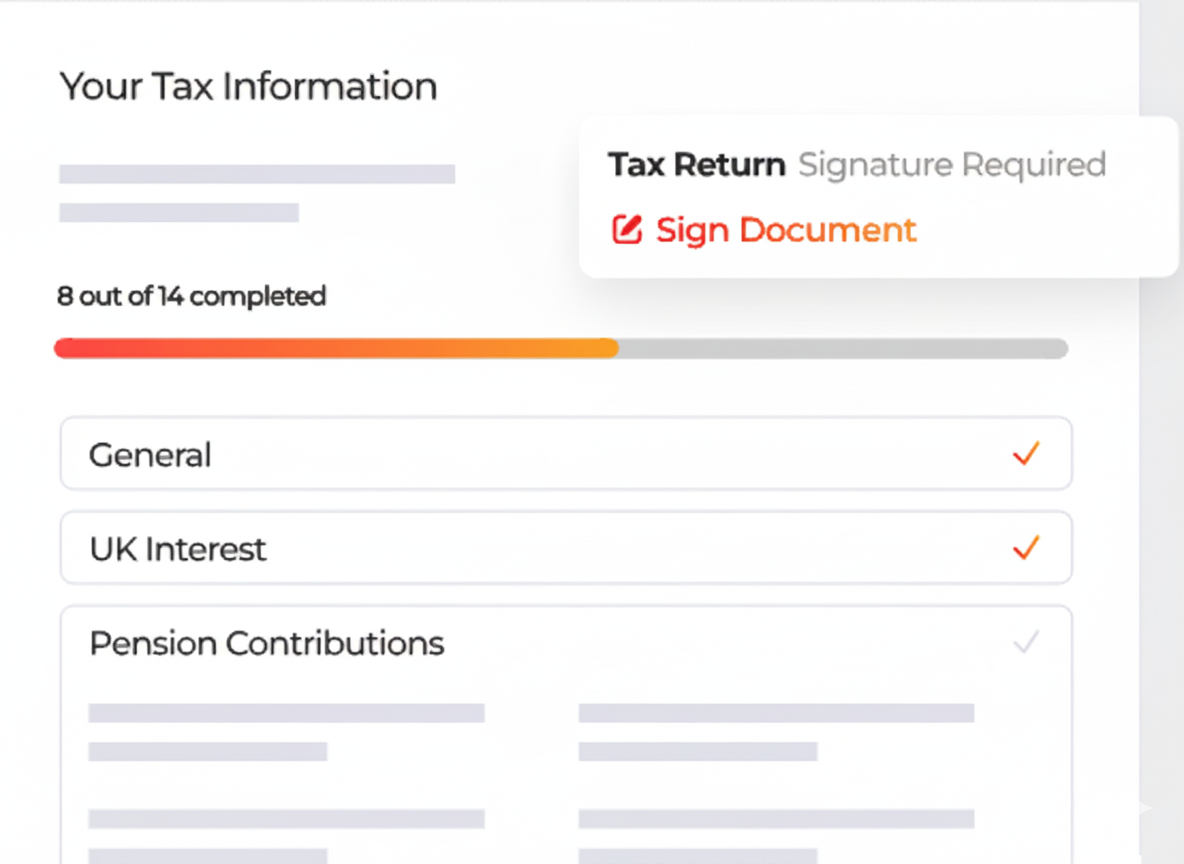 Your Tax Information
Tax Return Signature Required
Sign Document
8 out of 14 completed
General
UK Interest
Pension Contributions